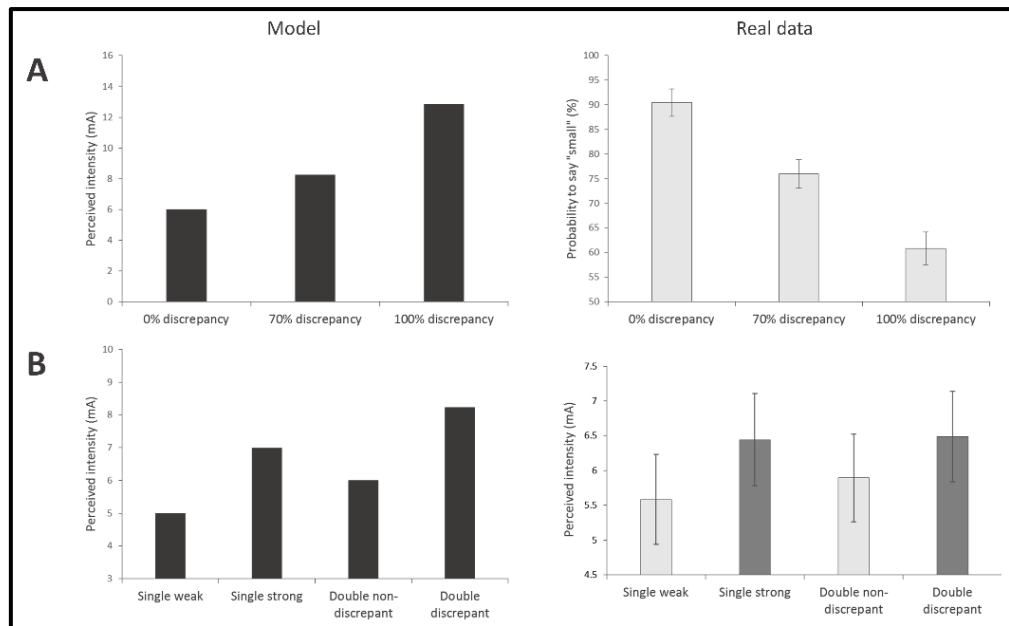 Model
Real data
A
Perceived intensity (mA)
16
14
12
10
8
6
4
2
0
0% discrepancy 70% discrepancy 100% discrepancy
Probability to say "small" (%)
100
95
90
85
80
75
70
65
60
55
50
0% discrepancy 70% discrepancy 100% discrepancy
B
Perceived intensity (mA)
10
9
8
7
6
5
4
3
Single weak Single strong Double non- Double
discrepant discrepant
Perceived intensity (mA)
7.5
7
6.5
6
5.5
5
4.5
Single weak Single strong Double non- Double
discrepant discrepant